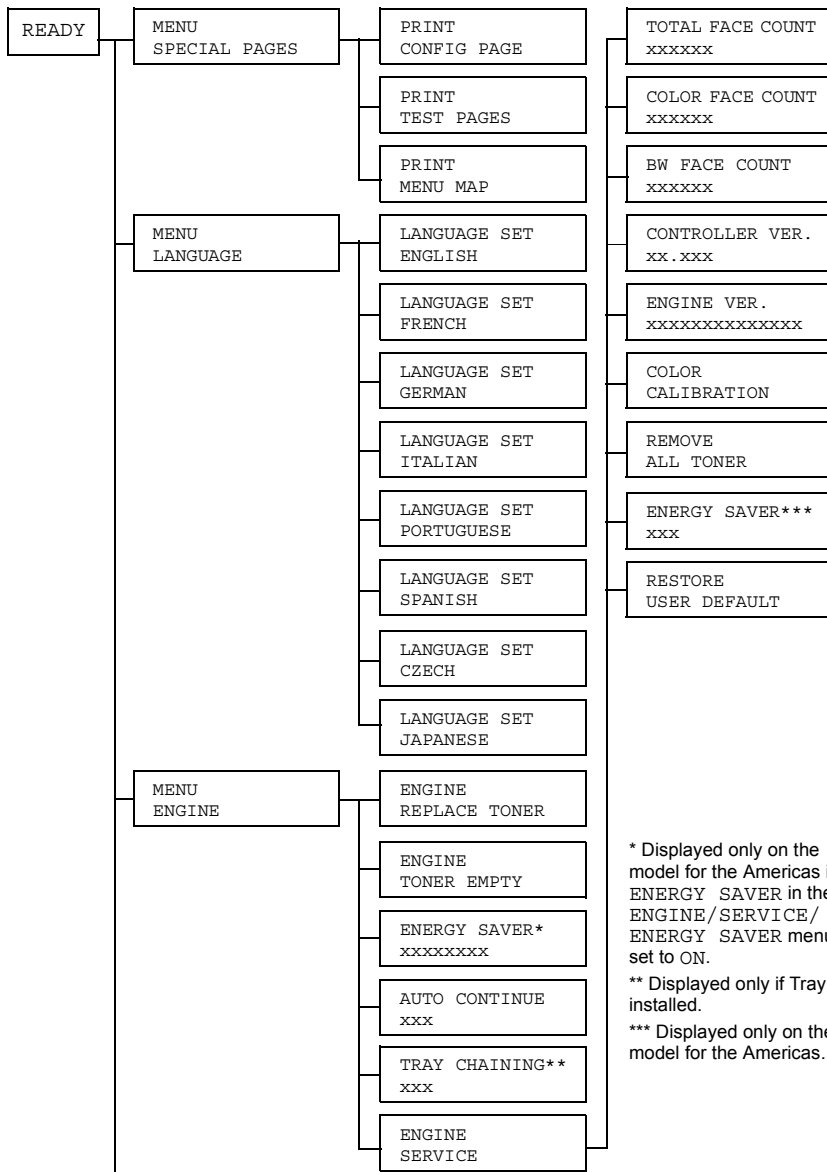 READY
MENU
SPECIAL PAGES
PRINT
CONFIG PAGE
PRINT
TEST PAGES
PRINT
MENU MAP
MENU
LANGUAGE
LANGUAGE SET
ENGLISH
LANGUAGE SET
FRENCH
LANGUAGE SET
GERMAN
LANGUAGE SET
ITALIAN
LANGUAGE SET
PORTUGUESE
LANGUAGE SET
SPANISH
LANGUAGE SET
CZECH
LANGUAGE SET
JAPANESE
MENU
ENGINE
ENGINE
REPLACE TONER
ENGINE
TONER EMPTY
ENERGY SAVER*
xxxxxxxx
AUTO CONTINUE
xxx
TRAY CHAINING**
xxx
ENGINE
SERVICE
TOTAL FACE COUNT
xxxxxx
COLOR FACE COUNT
xxxxxx
BW FACE COUNT
xxxxxx
CONTROLLER VER.
xx.xxx
ENGINE VER.
xxxxxxxxxxxxxx
COLOR
CALIBRATION
REMOVE
ALL TONER
ENERGY SAVER***
xxx
RESTORE
USER DEFAULT
* Displayed only on the
model for the Americas
ENERGY SAVER in the
ENGINE/SERVICE/
ENERGY SAVER menu
set to ON.
** Displayed only if Tray
installed.
*** Displayed only on the
model for the Americas.